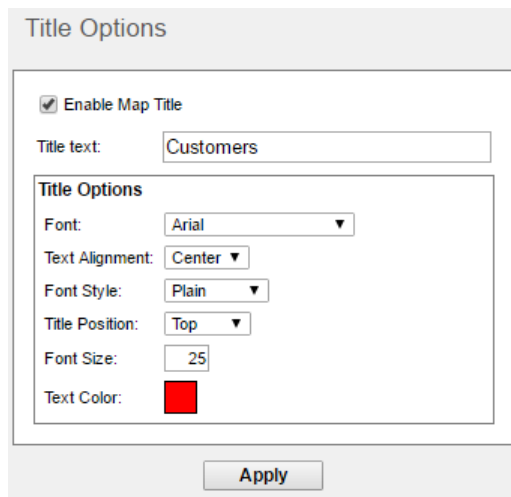 Title Options
Enable Map Title
Title text: Customers
Title Options
Font: Arial
Text Alignment: Center
Font Style: Plain
Title Position: Top
Font Size: 25
Text Color:
Apply